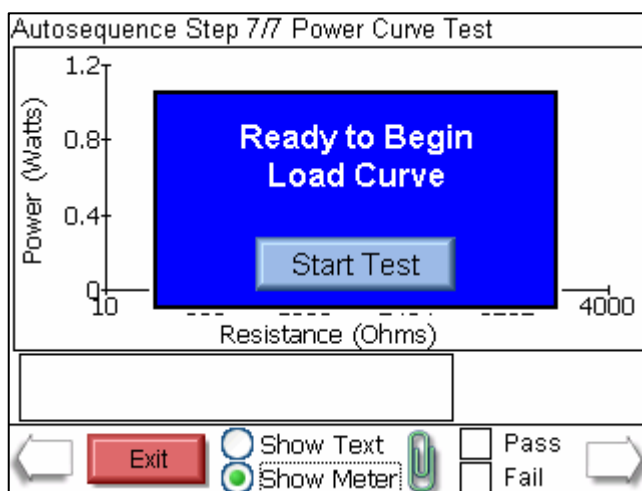 Autosequence Step 7/7 Power Curve Test
1.2
0.8
0.4
0
Power (Watts)
Ready to Begin
Load Curve
Start Test
10
4000
Resistance (Ohms)
Exit
Show Text
Show Meter
Pass
Fail